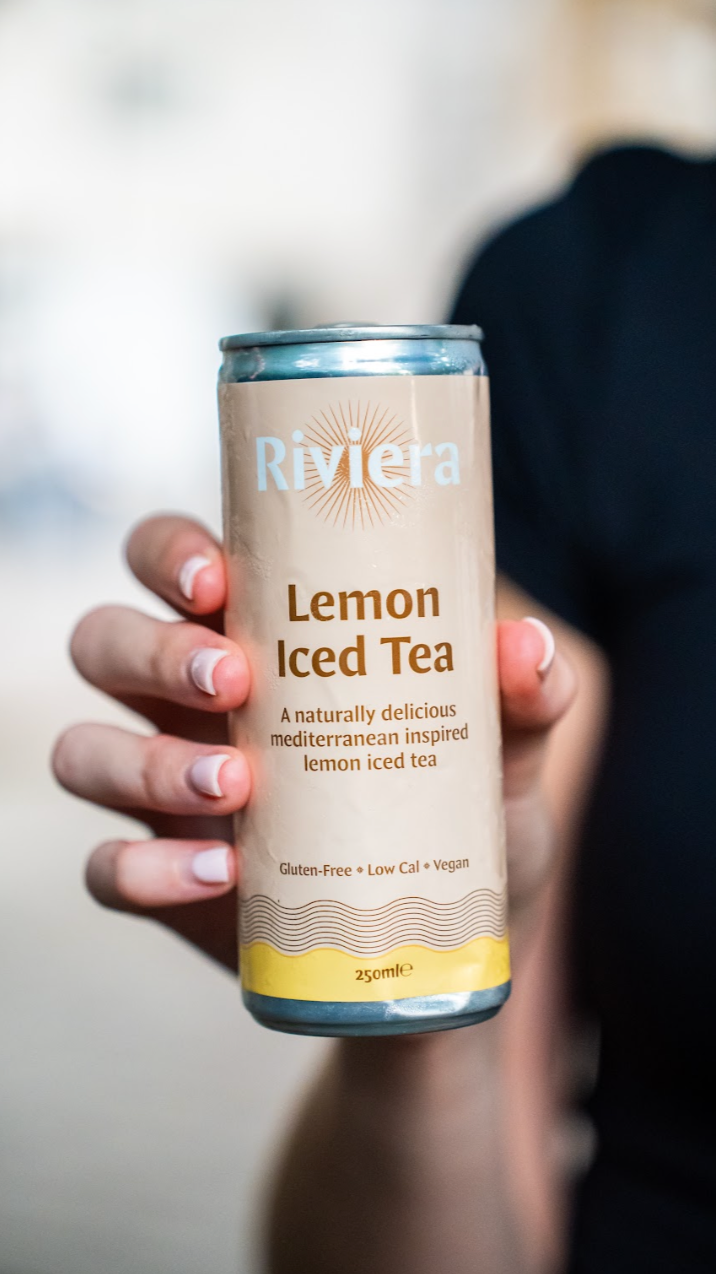 Riviera
Lemon
Iced Tea
A naturally delicious
mediterranean inspired
lemon iced tea
Gluten-Free • Low Cal • Vegan
250ml℮